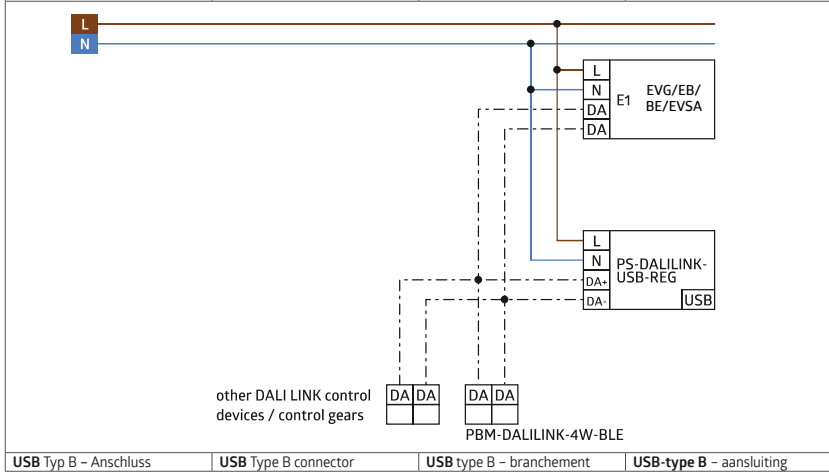 L
N
L
N
DA
DA
E1
EVG/EB/
BE/EVSA
L
N
DA+
DA-
PS-DALILINK-
USB-REG
USB
other DALI LINK control
devices / control gears
DA DA
DA DA
PBM-DALILINK-4W-BLE
USB Typ B – Anschluss
USB Type B connector
USB type B – branchement
USB-type B – aansluiting